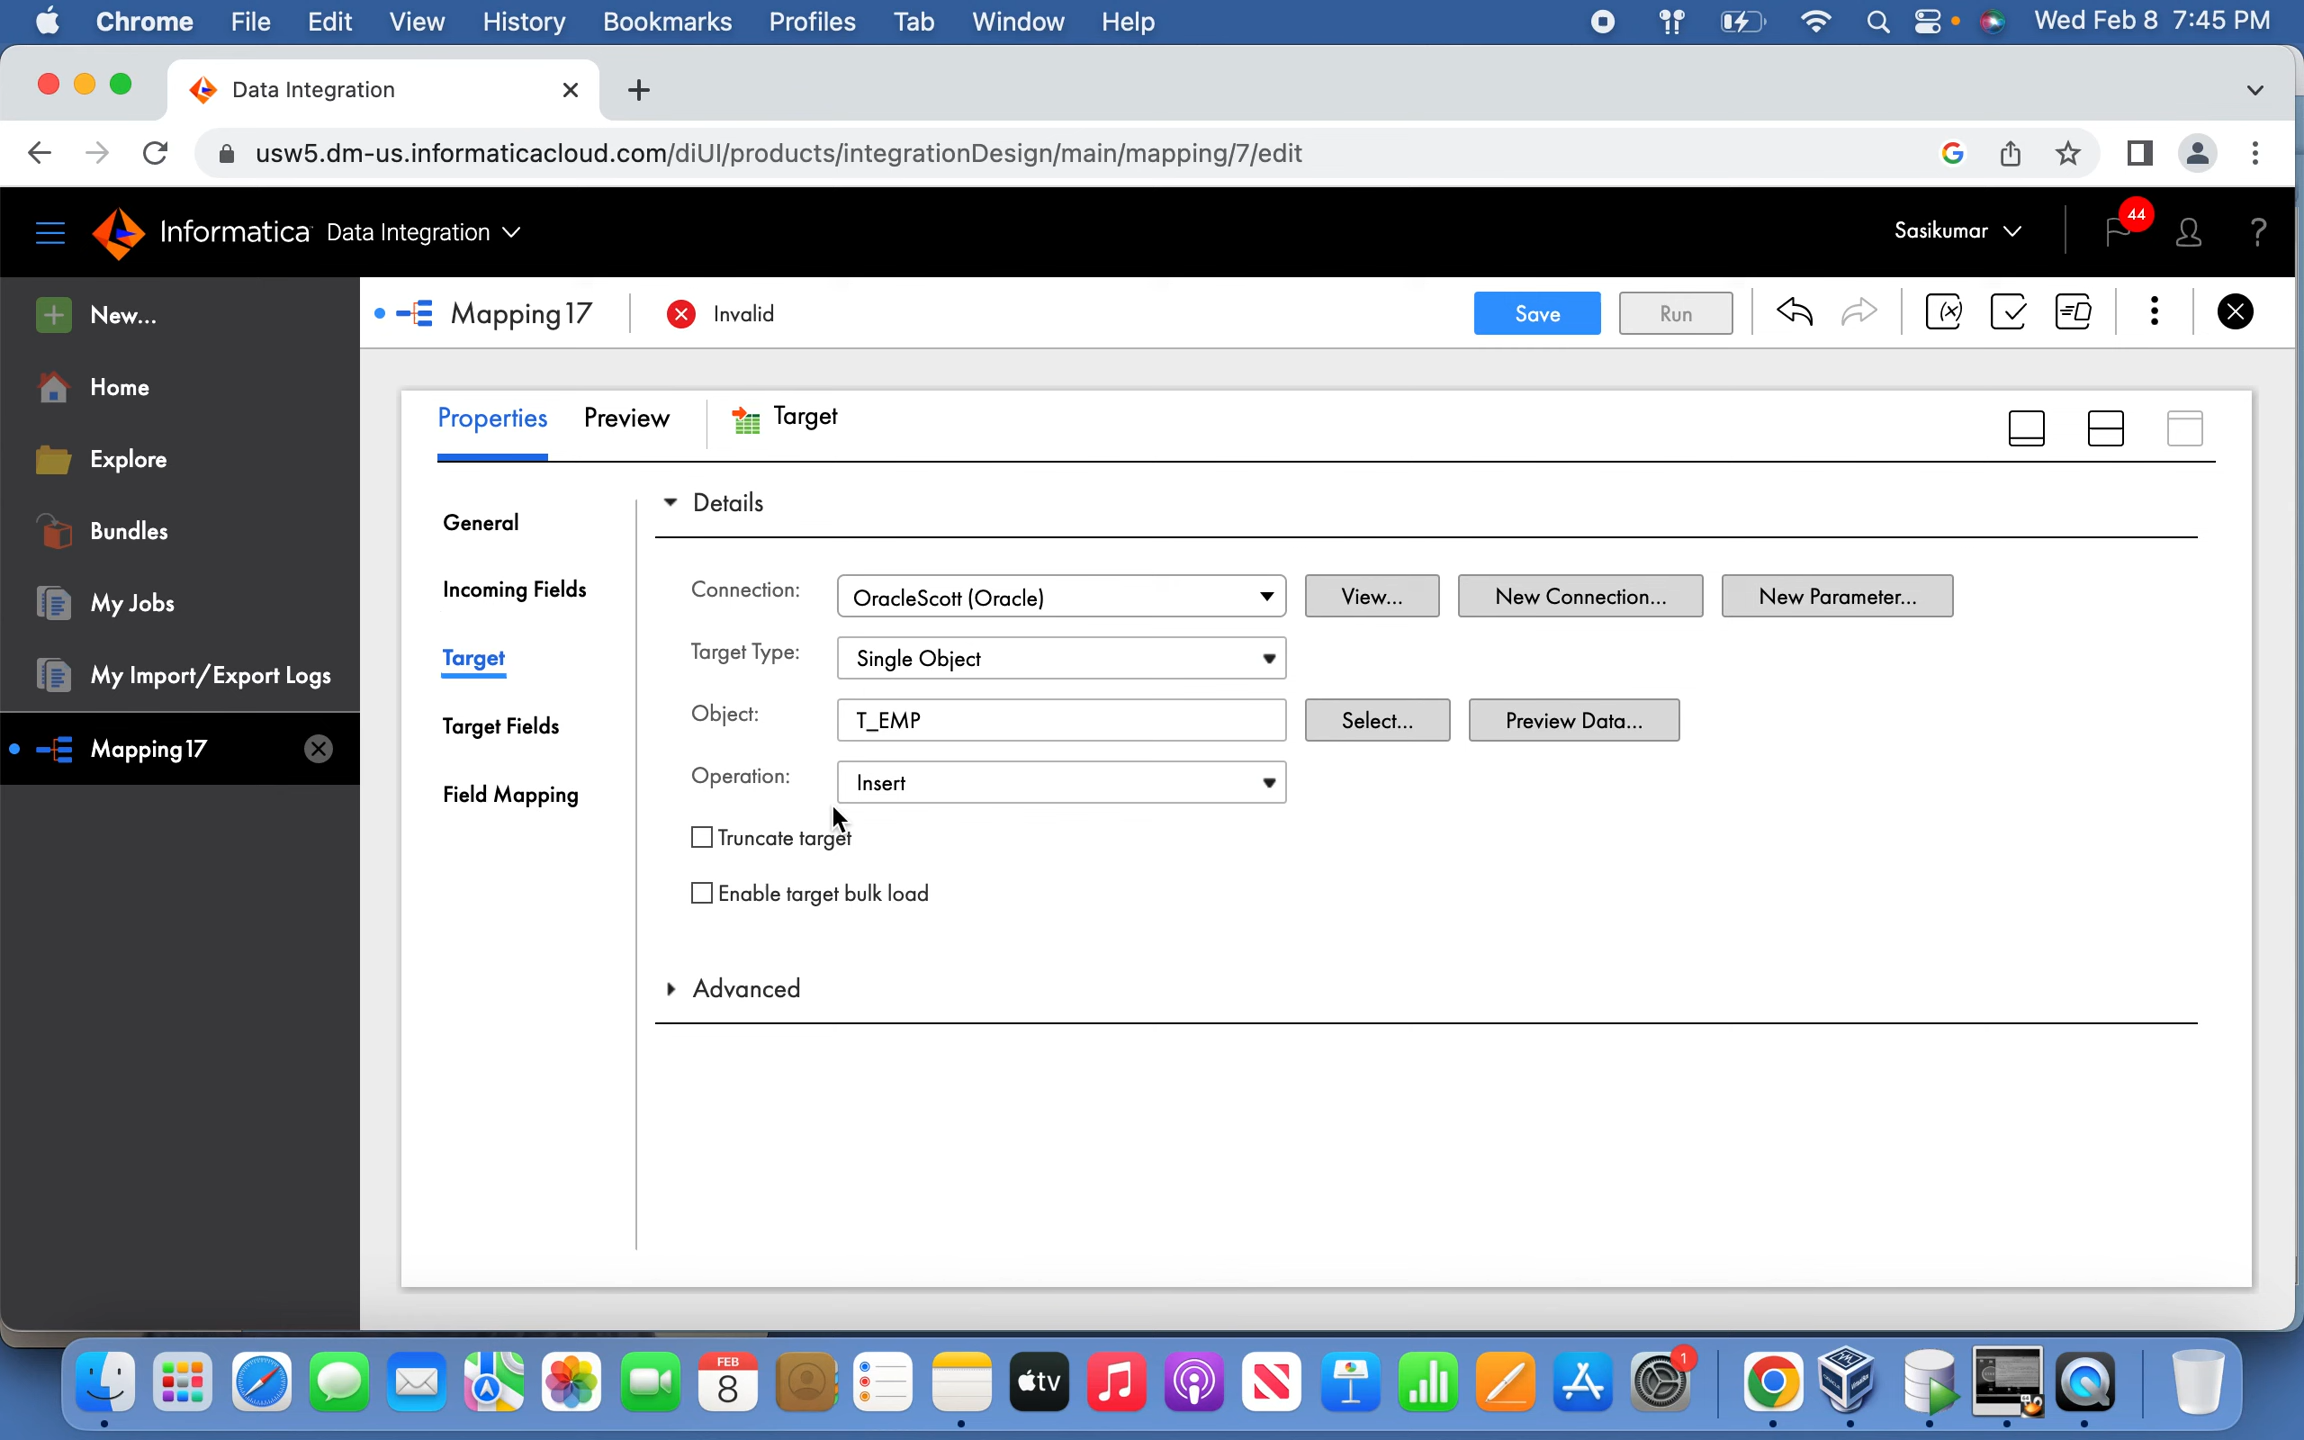 Chrome File Edit View History Bookmarks Profiles Tab Window Help Wed Feb 8 7:45 PM
Data Integration
usw5.dm-us.informaticacloud.com/diUI/products/integrationDesign/main/mapping/7/edit
Informatica Data Integration Sasikumar 44 ?
New... Mapping17 Invalid Save Run
Home
Explore
Bundles
My Jobs
My Import/Export Logs
Mapping17
Properties Preview Target
General
Incoming Fields
Target
Target Fields
Field Mapping
Details
Connection: OracleScott (Oracle) View... New Connection... New Parameter...
Target Type: Single Object
Object: T_EMP Select... Preview Data...
Operation: Insert
Truncate target
Enable target bulk load
Advanced
FEB
8
tv
1